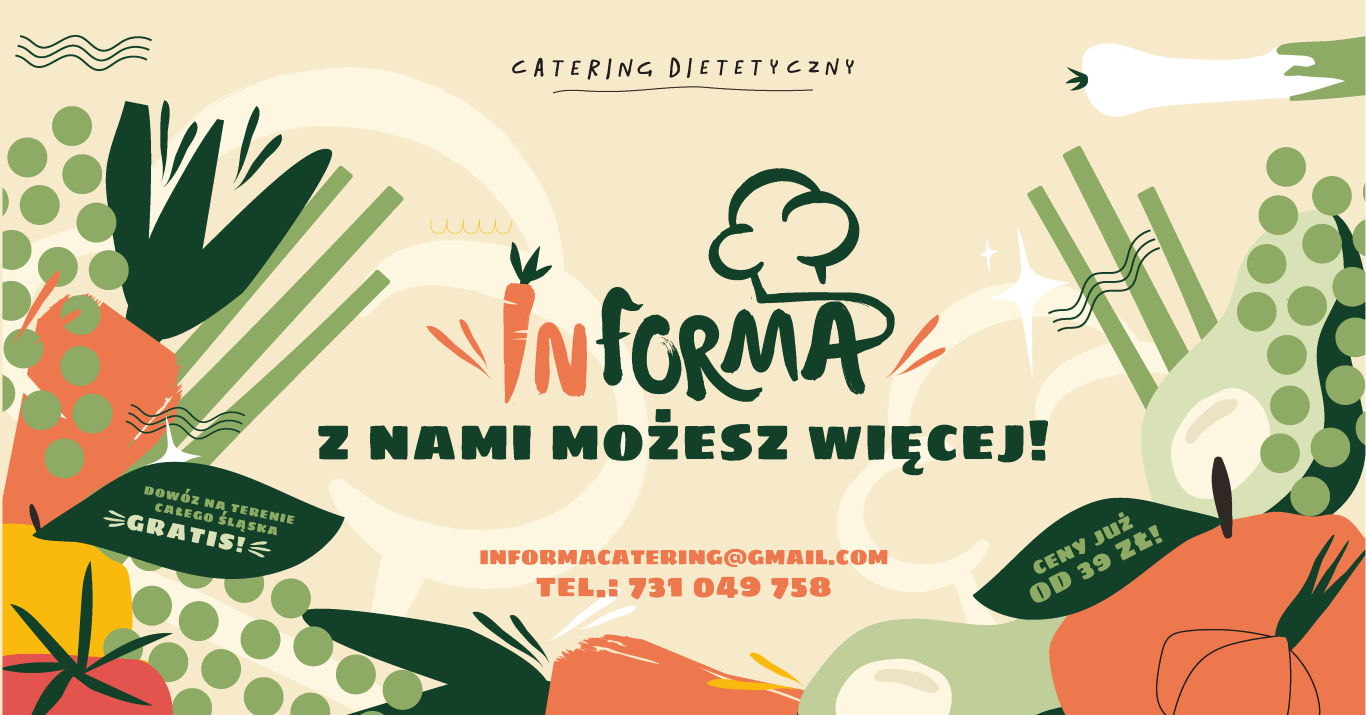 CATERING DIETETYCZNY
INFORMA
Z NAMI MOŻESZ WIĘCEJ!
DOWÓZ NA TERENIE
CAŁEGO ŚLĄSKA
GRATIS!
CENY JUŻ
OD 39 ZŁ!
INFORMACATERING@GMAIL.COM
TEL.: 731 049 758